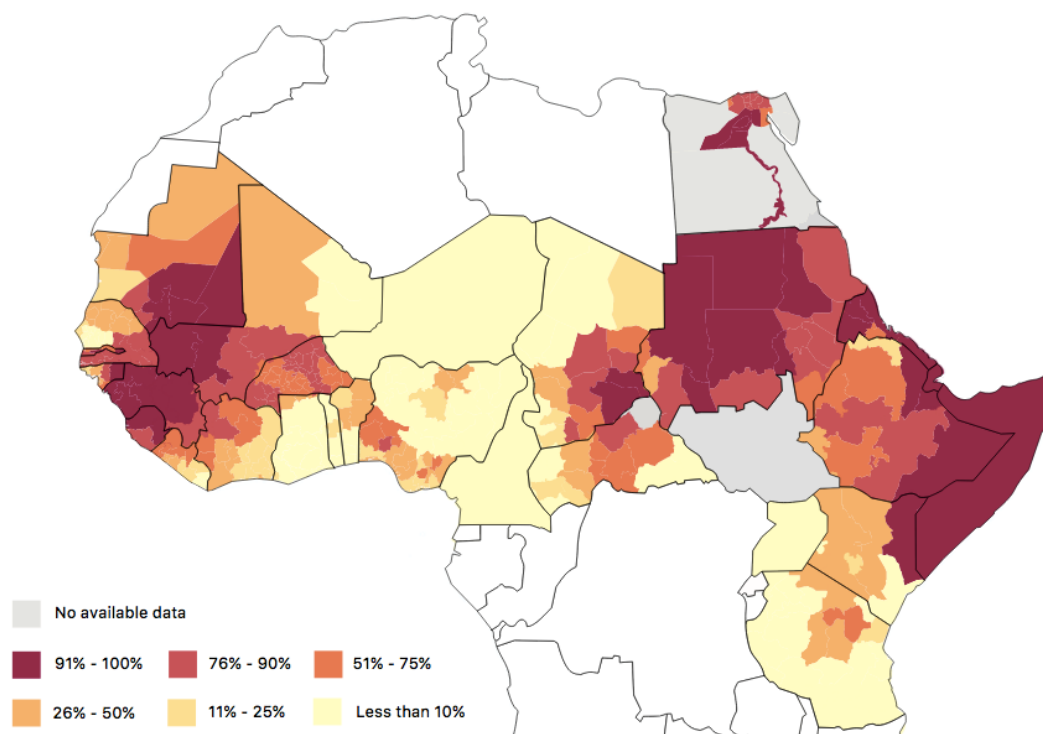 No available data
91% - 100%
76% - 90%
51% - 75%
26% - 50%
11% - 25%
Less than 10%